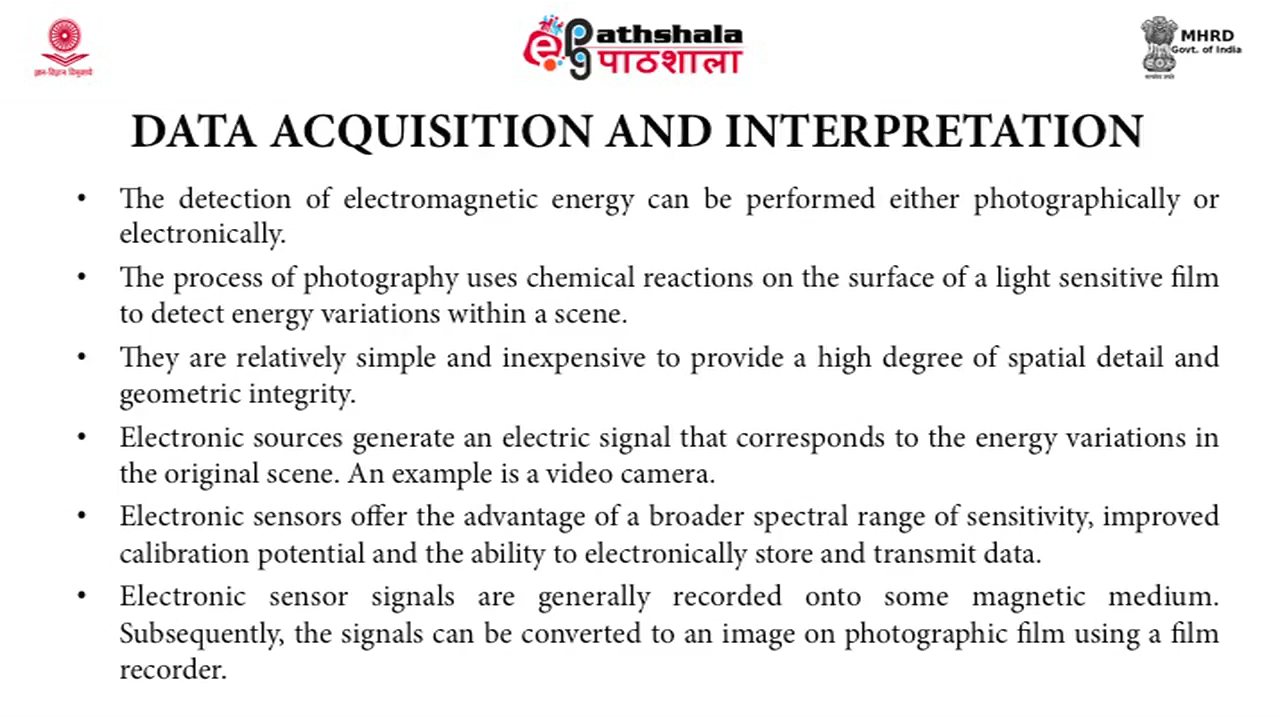 ज्ञान-विज्ञान विमुक्तये
ePathshala
पाठशाला
MHRD
Govt. of India
सत्यमेव जयते
DATA ACQUISITION AND INTERPRETATION
• The detection of electromagnetic energy can be performed either photographically or
electronically.
• The process of photography uses chemical reactions on the surface of a light sensitive film
to detect energy variations within a scene.
• They are relatively simple and inexpensive to provide a high degree of spatial detail and
geometric integrity.
• Electronic sources generate an electric signal that corresponds to the energy variations in
the original scene. An example is a video camera.
• Electronic sensors offer the advantage of a broader spectral range of sensitivity, improved
calibration potential and the ability to electronically store and transmit data.
• Electronic sensor signals are generally recorded onto some magnetic medium.
Subsequently, the signals can be converted to an image on photographic film using a film
recorder.